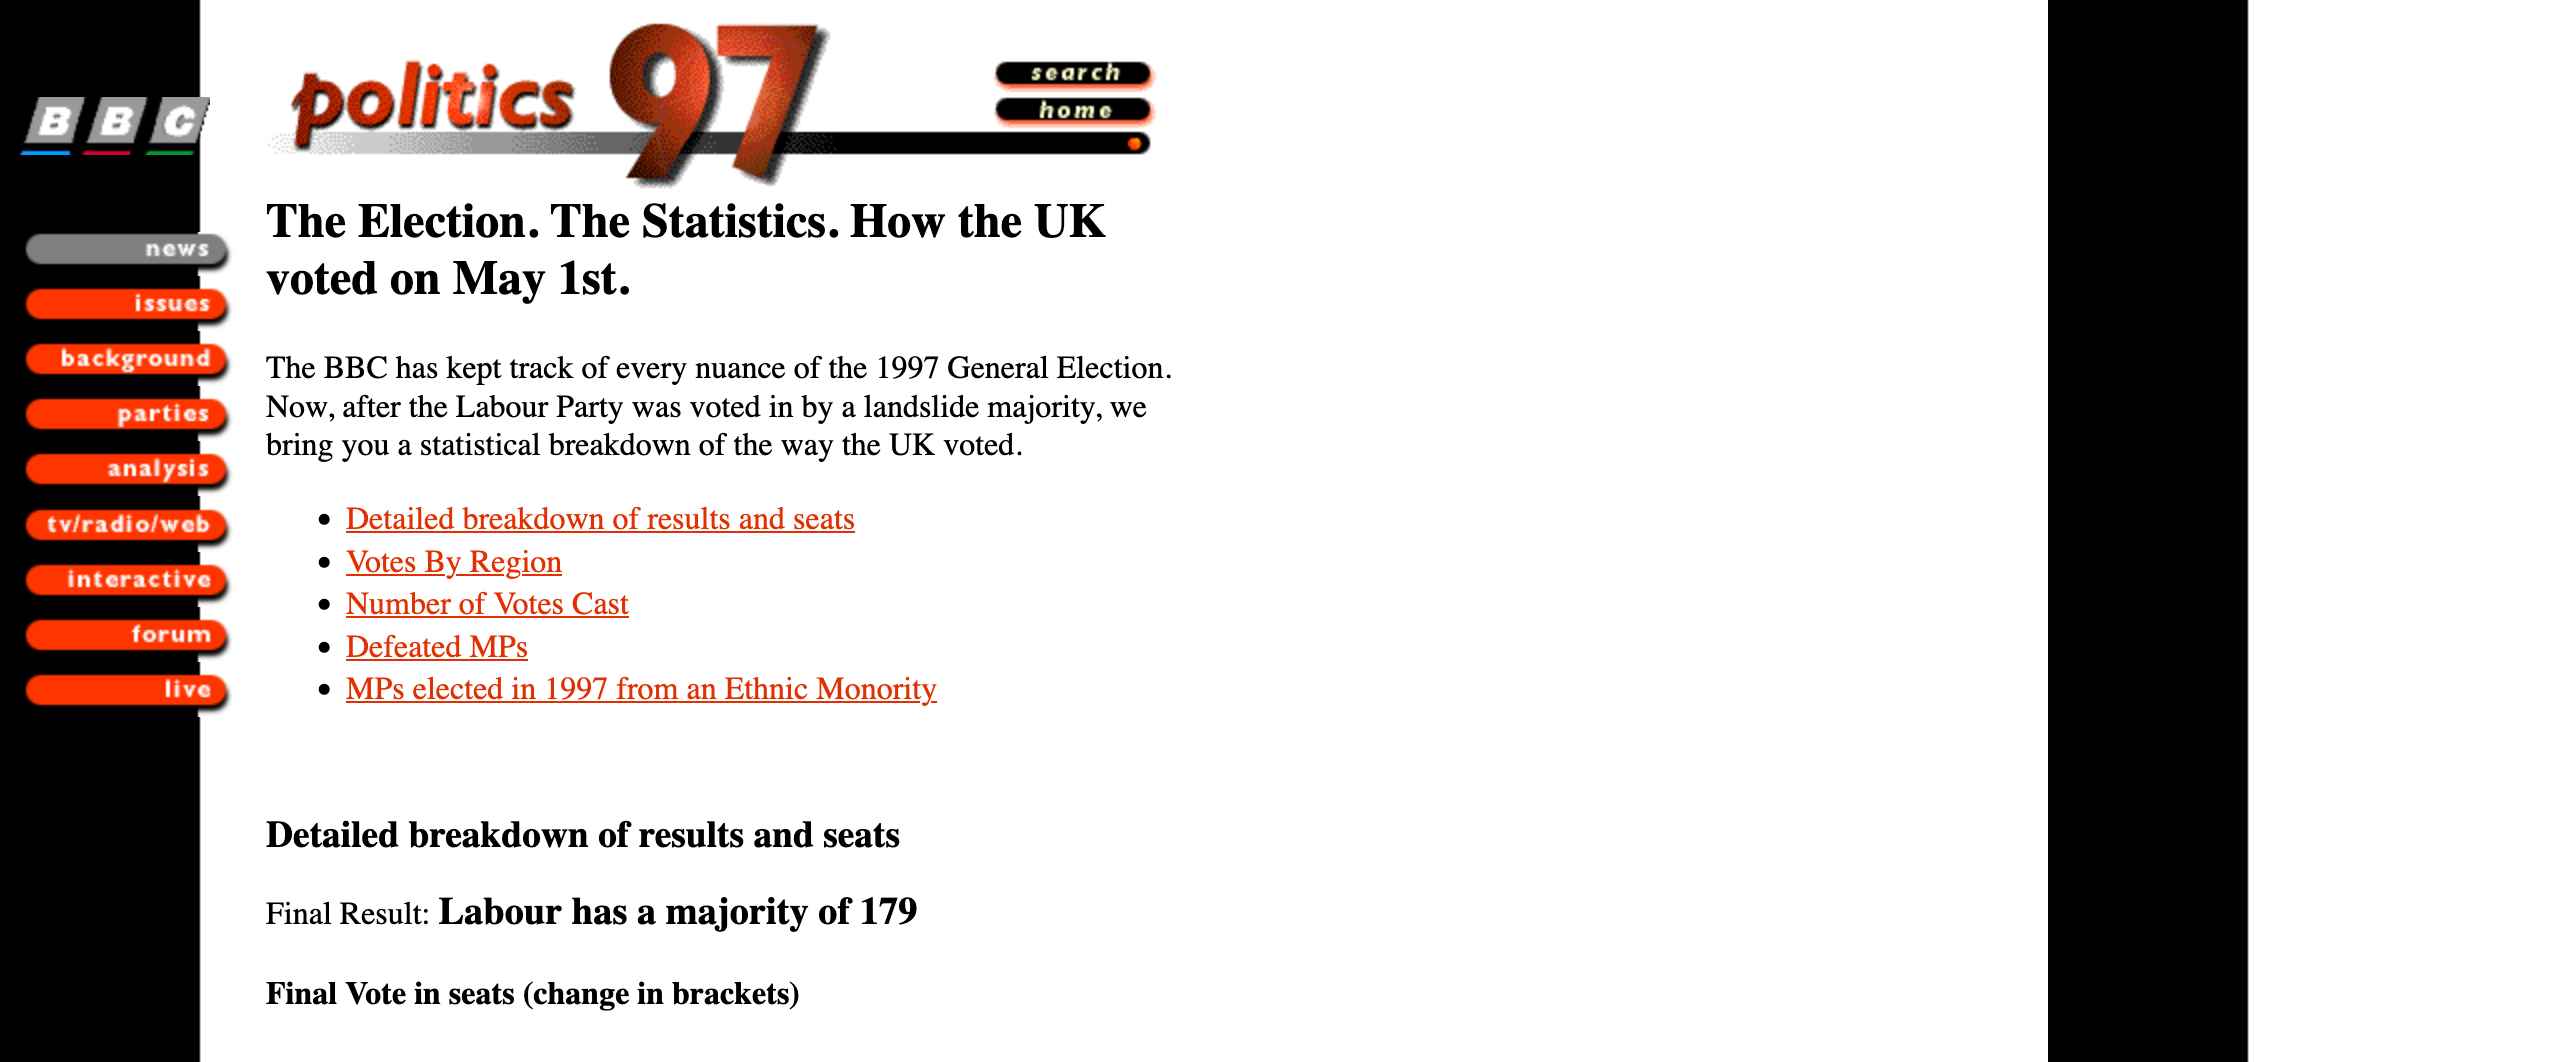 politics 97
search
home
BBC
news
issues
background
parties
analysis
tv/radio/web
interactive
forum
live
The Election. The Statistics. How the UK
voted on May 1st.
The BBC has kept track of every nuance of the 1997 General Election.
Now, after the Labour Party was voted in by a landslide majority, we
bring you a statistical breakdown of the way the UK voted.
Detailed breakdown of results and seats
Votes By Region
Number of Votes Cast
Defeated MPs
MPs elected in 1997 from an Ethnic Monority
Detailed breakdown of results and seats
Final Result: Labour has a majority of 179
Final Vote in seats (change in brackets)